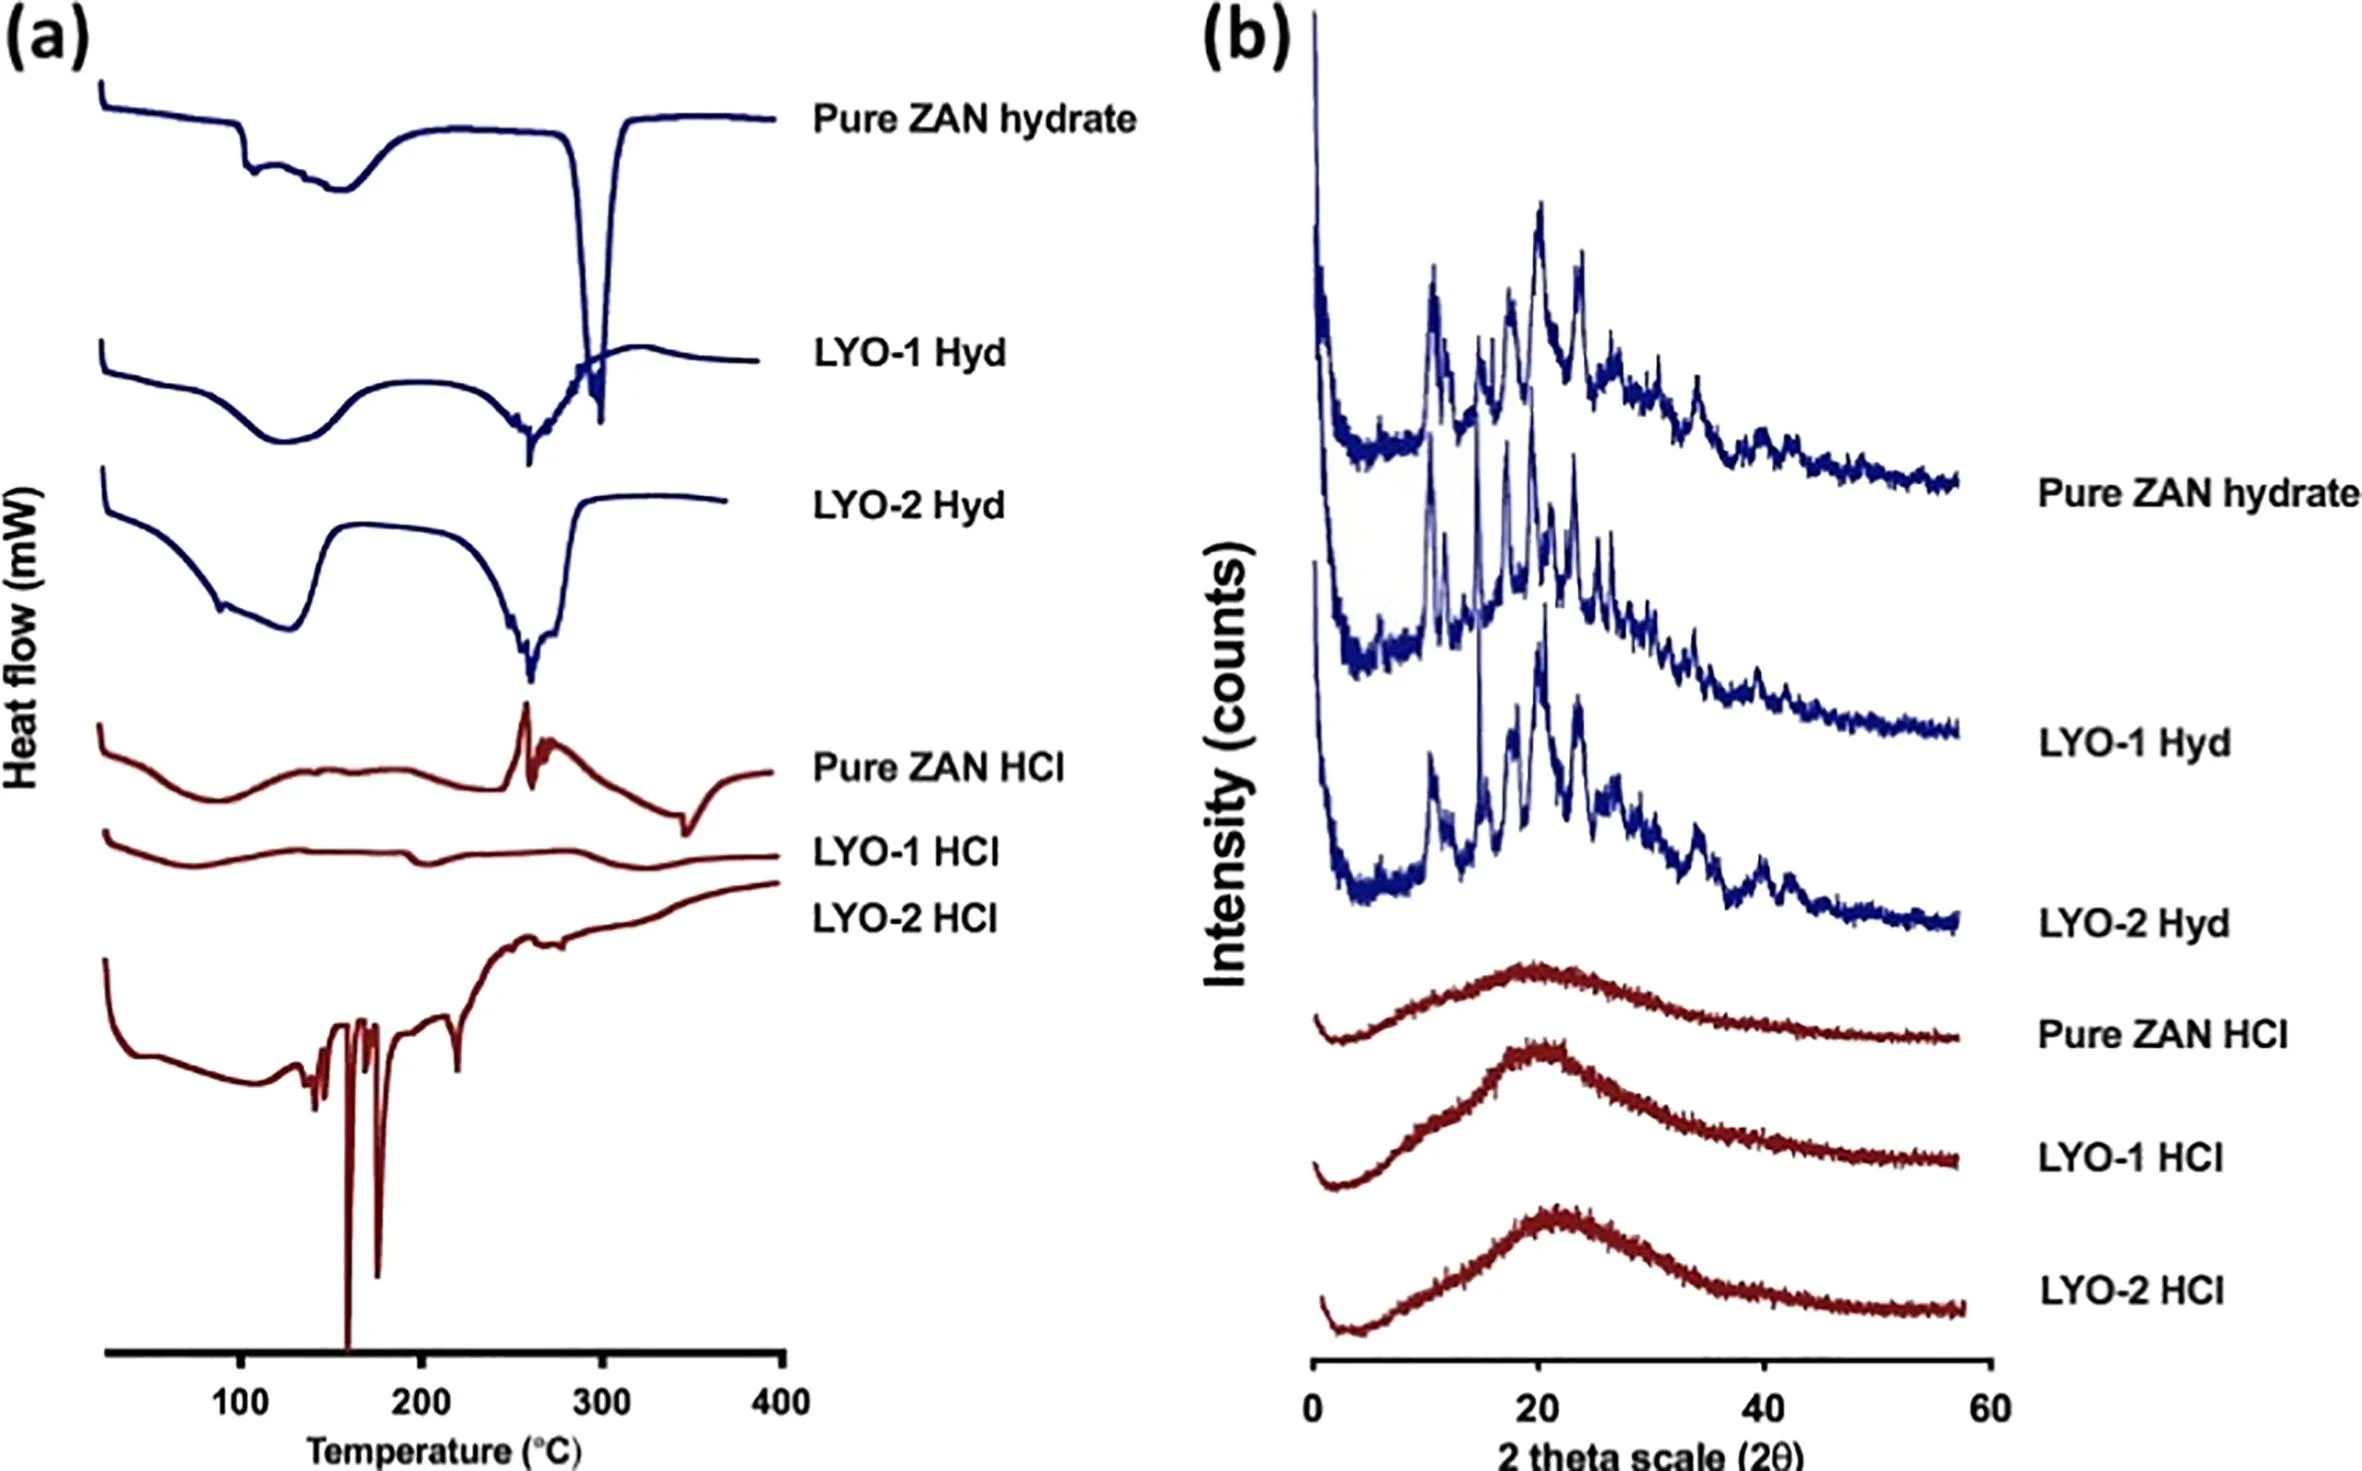 (a)
Pure ZAN hydrate
LYO-1 Hyd
LYO-2 Hyd
Pure ZAN HCl
LYO-1 HCl
LYO-2 HCl
Heat flow (mW)
100 200 300 400
Temperature (°C)
(b)
Pure ZAN hydrate
LYO-1 Hyd
LYO-2 Hyd
Pure ZAN HCl
LYO-1 HCl
LYO-2 HCl
Intensity (counts)
0 20 40 60
2 theta scale (2θ)